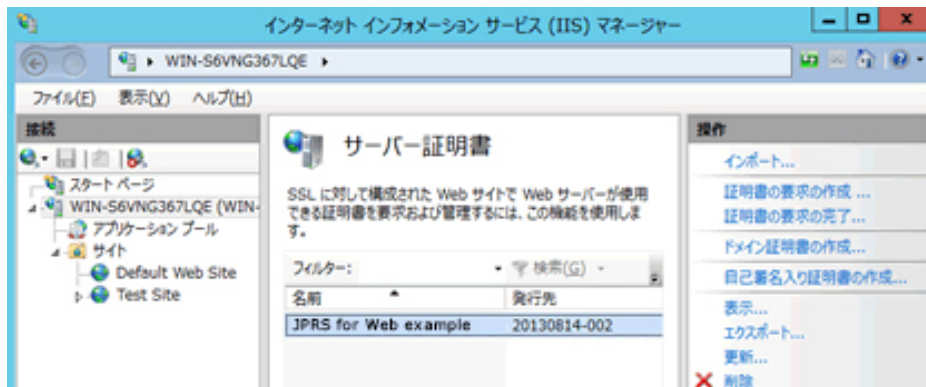 インターネット インフォメーション サービス (IIS) マネージャー
WIN-S6VNG367LQE
ファイル(F) 表示(V) ヘルプ(H)
接続
スタート ページ
WIN-S6VNG367LQE (WIN-
アプリケーション プール
サイト
Default Web Site
Test Site
サーバー証明書
SSL に対して構成された Web サイトで Web サーバーが使用
できる証明書を要求および管理するには、この機能を使用しま
す。
フィルター: 検索(G)
名前 発行先
JPRS for Web example 20130814-002
操作
インポート...
証明書の要求の作成 ...
証明書の要求の完了...
ドメイン証明書の作成...
自己署名入り証明書の作成...
表示...
エクスポート...
更新...
削除